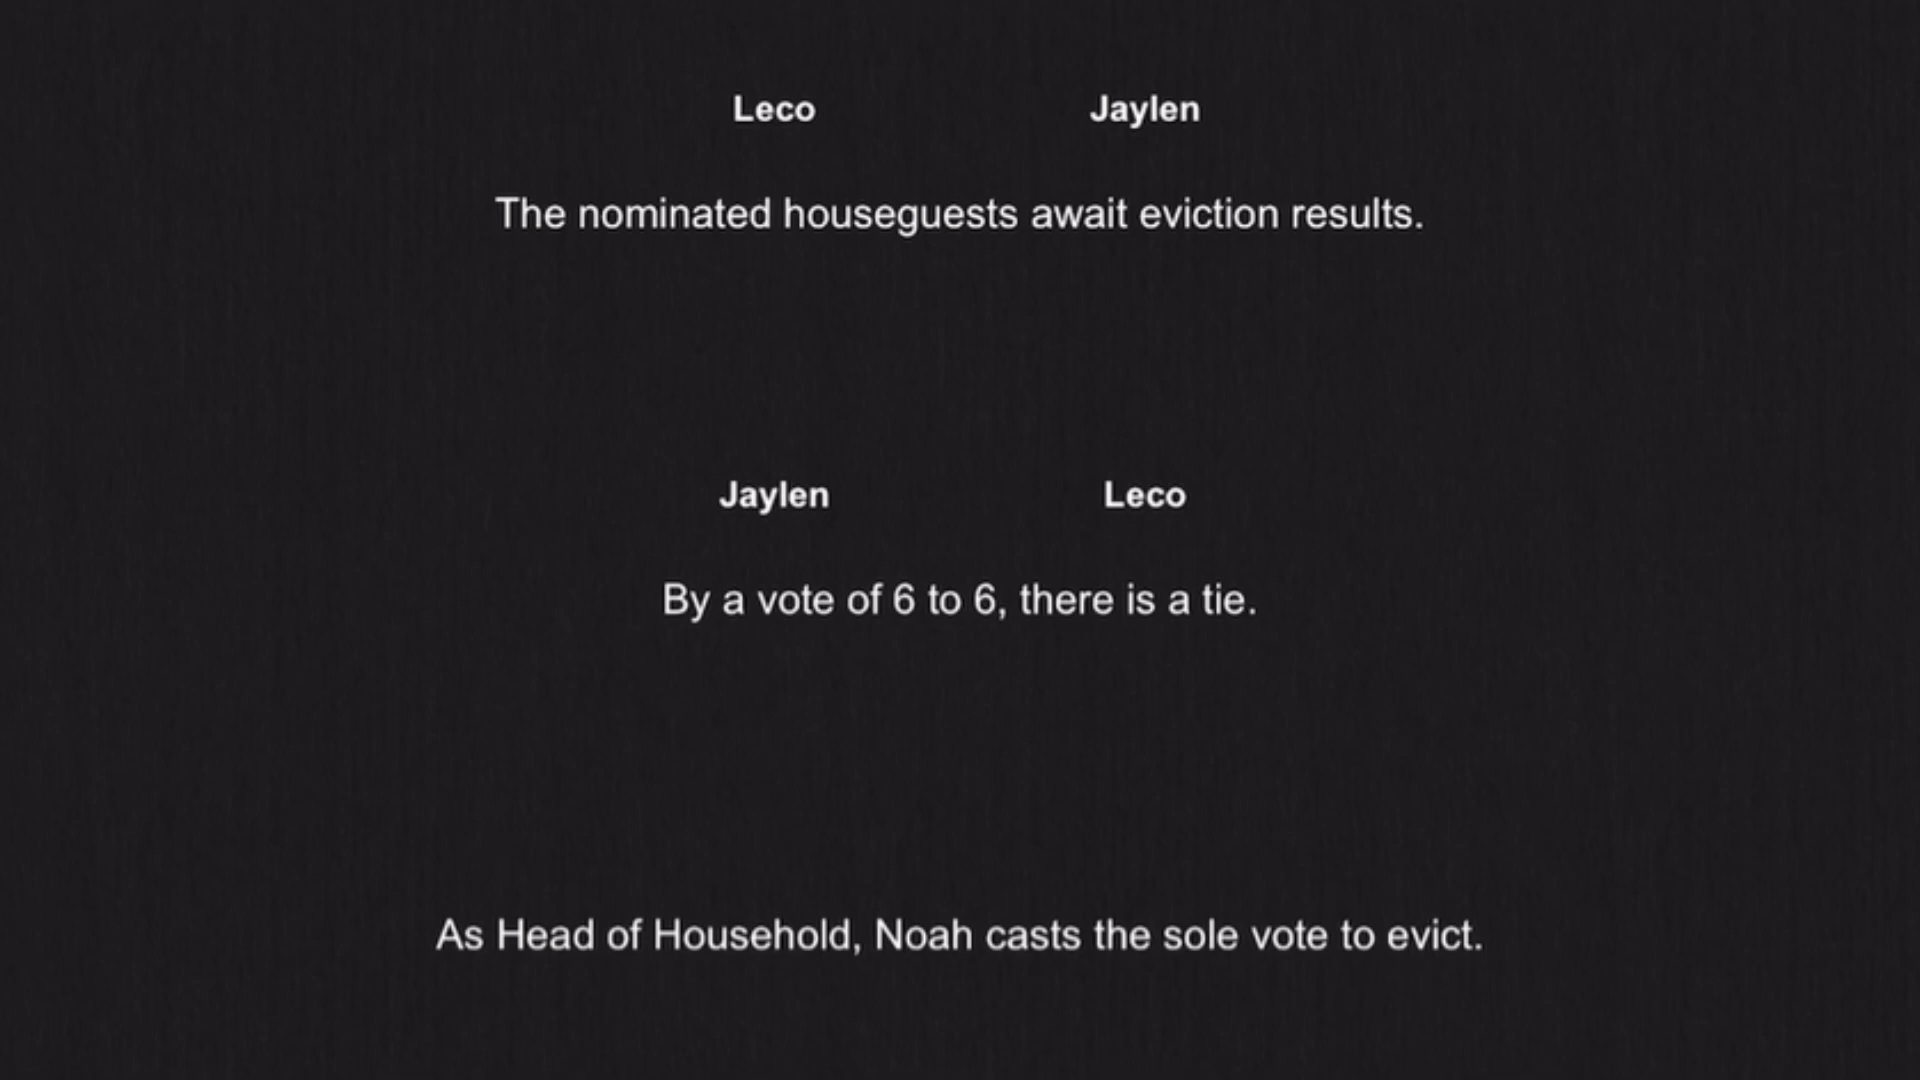 Leco Jaylen
The nominated houseguests await eviction results.
Jaylen Leco
By a vote of 6 to 6, there is a tie.
As Head of Household, Noah casts the sole vote to evict.